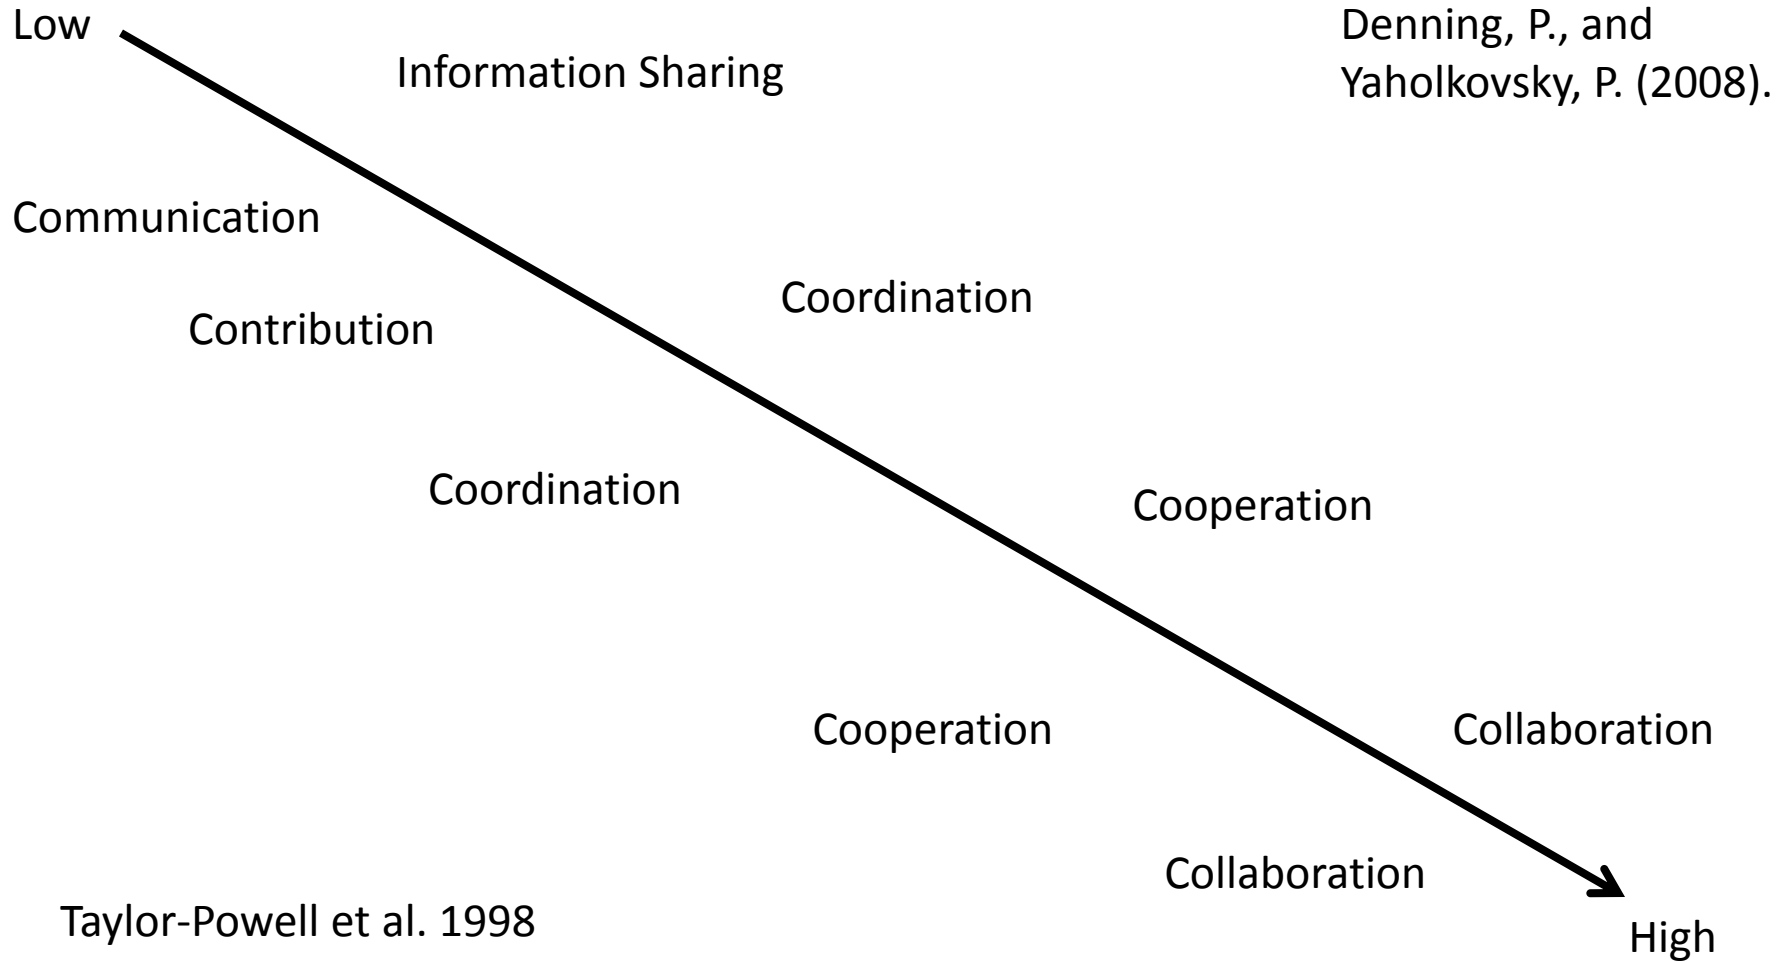 Low
Denning, P., and
Yaholkovsky, P. (2008).
Information Sharing
Communication
Coordination
Contribution
Coordination
Cooperation
Cooperation
Collaboration
Collaboration
Taylor-Powell et al. 1998
High